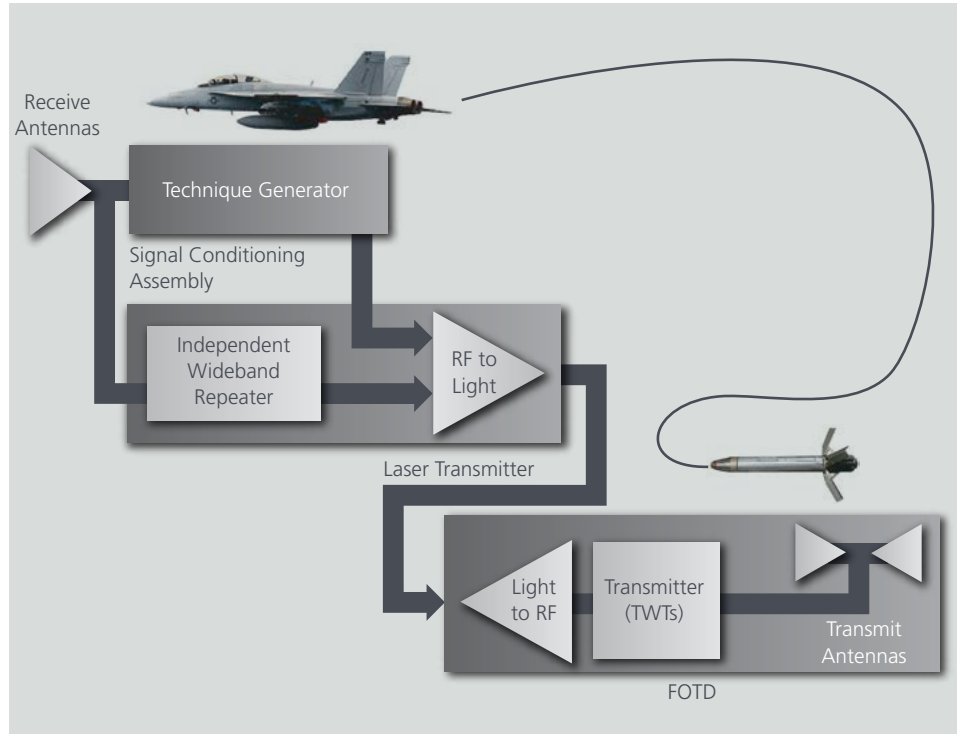 Receive
Antennas
Technique Generator
Signal Conditioning
Assembly
Independent
Wideband
Repeater
RF to
Light
Laser Transmitter
Light
to RF
Transmitter
(TWTs)
Transmit
Antennas
FOTD